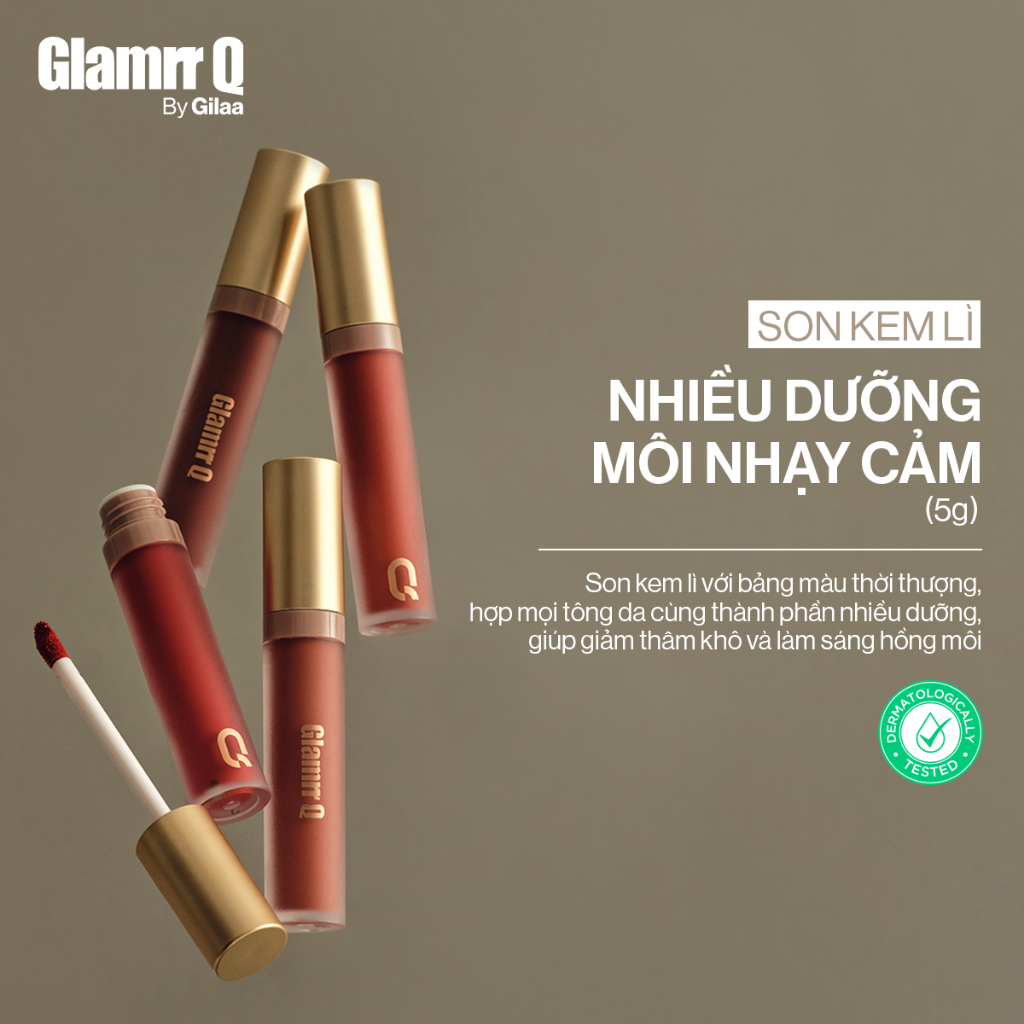 Glamrr Q
By Gilaa
SON KEM LÌ
NHIỀU DƯỠNG
MÔI NHẠY CẢM
(5g)
Son kem lì với bảng màu thời thượng,
hợp mọi tông da cùng thành phần nhiều dưỡng,
giúp giảm thâm khô và làm sáng hồng môi
DERMATOLOGICALLY
TESTED
Glamrr Q
Glamrr Q